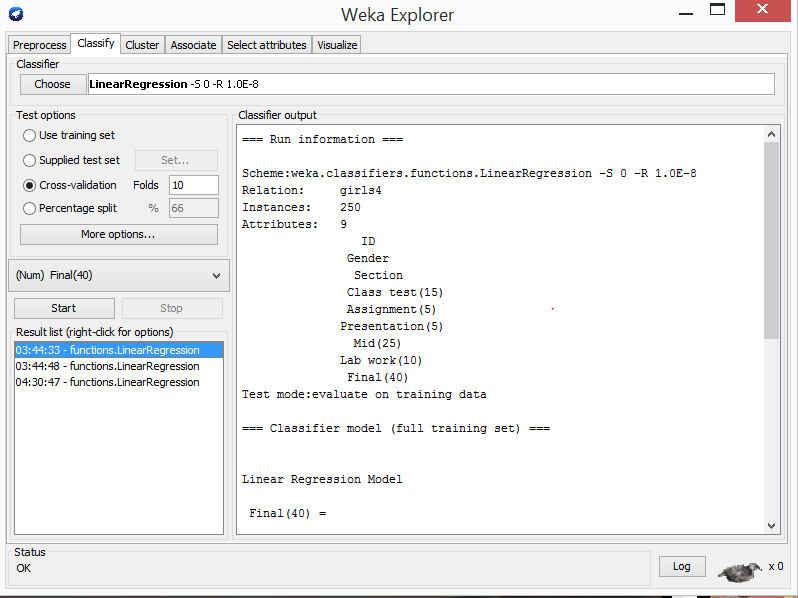 Weka Explorer
Preprocess Classify Cluster Associate Select attributes Visualize
Classifier
Choose LinearRegression -S 0 -R 1.0E-8
Test options
Use training set
Supplied test set Set...
Cross-validation Folds 10
Percentage split % 66
More options...
(Num) Final(40)
Start Stop
Result list (right-click for options)
03:44:33 - functions.LinearRegression
03:44:48 - functions.LinearRegression
04:30:47 - functions.LinearRegression
Classifier output
=== Run information ===
Scheme:weka.classifiers.functions.LinearRegression -S 0 -R 1.0E-8
Relation: girls4
Instances: 250
Attributes: 9
ID
Gender
Section
Class test(15)
Assignment(5)
Presentation(5)
Mid(25)
Lab work(10)
Final(40)
Test mode:evaluate on training data
=== Classifier model (full training set) ===
Linear Regression Model
Final(40) =
Status
OK
Log x 0